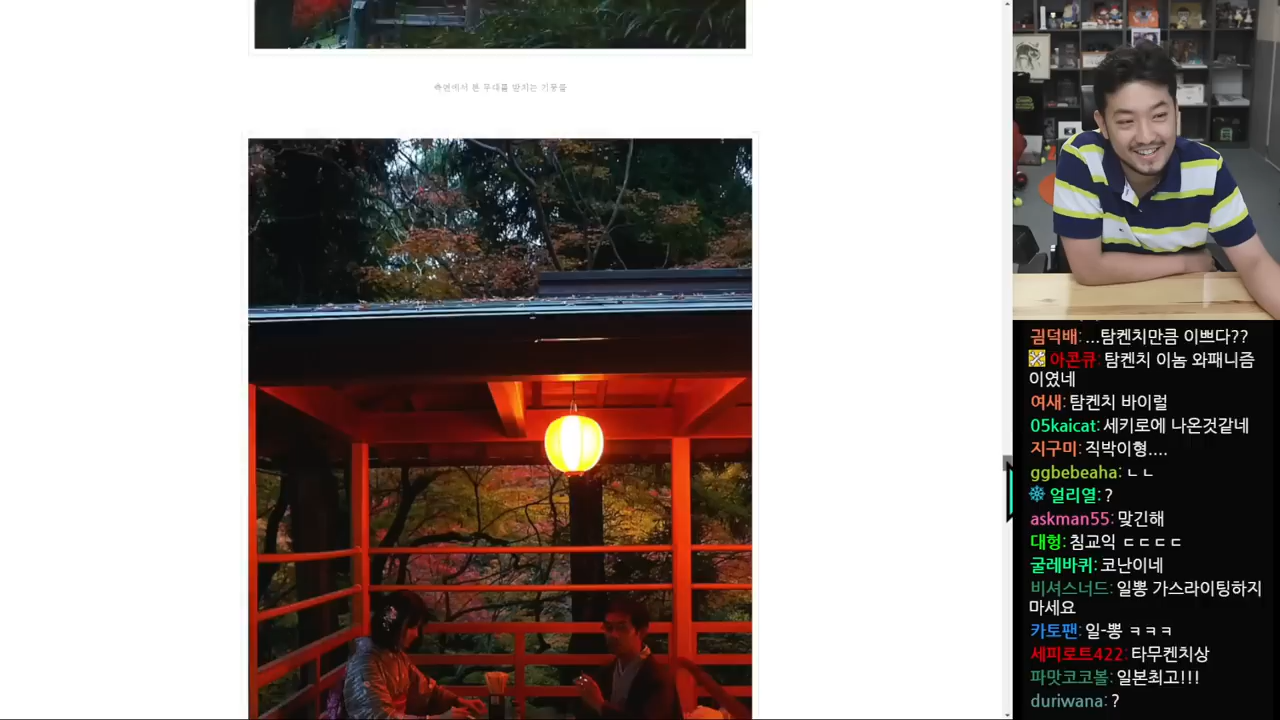 측면에서 본 무대를 받치는 기둥들
굄덕배: ...탐켄치만큼 이쁘다??
아콘큐: 탐켄치 이놈 와패니즘
이였네
여새: 탐켄치 바이럴
05kaicat: 세키로에 나온것같네
지구미: 직박이형....
ggbebeaha: ㄴㄴ
얼리열: ?
askman55: 맞긴해
대헝: 침교익 ㄷㄷㄷㄷ
굴레바퀴: 코난이네
비셔스너드: 일뽕 가스라이팅하지
마세요
카토팬: 일-뽕 ㅋㅋㅋ
세피로트422: 타무켄치상
파맛코코볼: 일본최고!!!
duriwana: ?